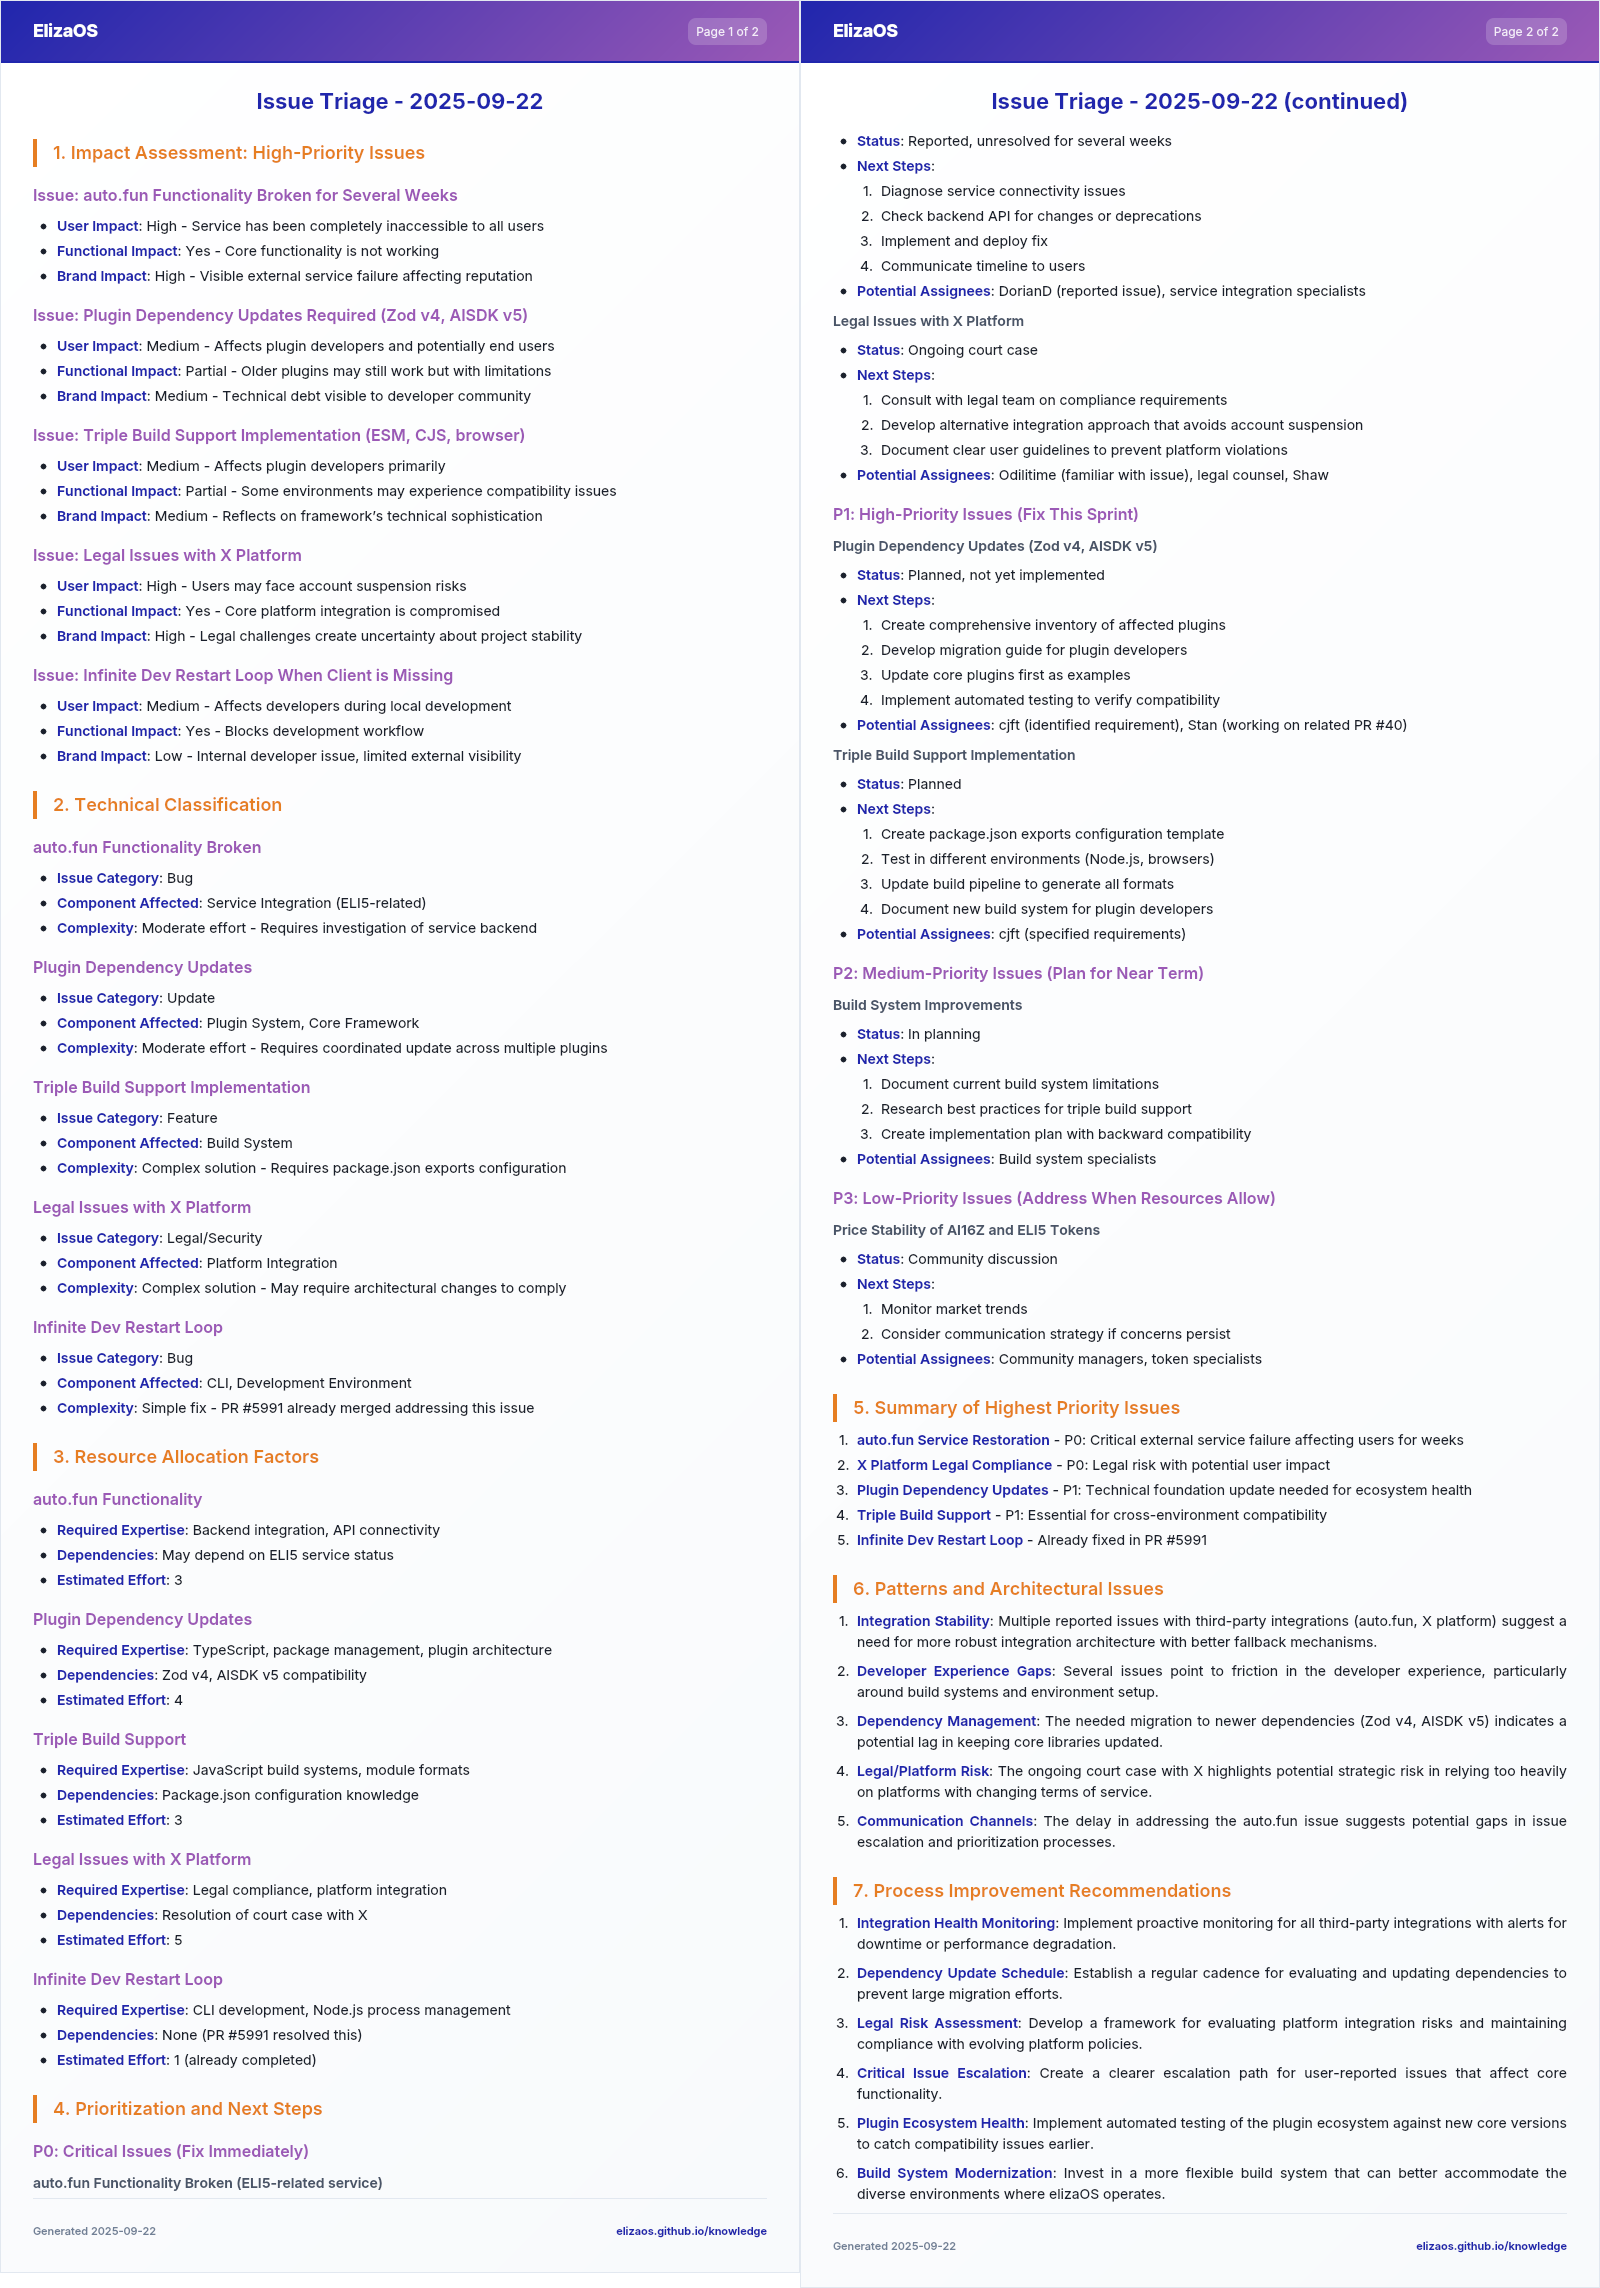 ElizaOS
Page 1 of 2
Issue Triage - 2025-09-22
1. Impact Assessment: High-Priority Issues
Issue: auto.fun Functionality Broken for Several Weeks
• User Impact: High - Service has been completely inaccessible to all users
• Functional Impact: Yes - Core functionality is not working
• Brand Impact: High - Visible external service failure affecting reputation
Issue: Plugin Dependency Updates Required (Zod v4, AISDK v5)
• User Impact: Medium - Affects plugin developers and potentially end users
• Functional Impact: Partial - Older plugins may still work but with limitations
• Brand Impact: Medium - Technical debt visible to developer community
Issue: Triple Build Support Implementation (ESM, CJS, browser)
• User Impact: Medium - Affects plugin developers primarily
• Functional Impact: Partial - Some environments may experience compatibility issues
• Brand Impact: Medium - Reflects on framework's technical sophistication
Issue: Legal Issues with X Platform
• User Impact: High - Users may face account suspension risks
• Functional Impact: Yes - Core platform integration is compromised
• Brand Impact: High - Legal challenges create uncertainty about project stability
Issue: Infinite Dev Restart Loop When Client is Missing
• User Impact: Medium - Affects developers during local development
• Functional Impact: Yes - Blocks development workflow
• Brand Impact: Low - Internal developer issue, limited external visibility
2. Technical Classification
auto.fun Functionality Broken
• Issue Category: Bug
• Component Affected: Service Integration (ELI5-related)
• Complexity: Moderate effort - Requires investigation of service backend
Plugin Dependency Updates
• Issue Category: Update
• Component Affected: Plugin System, Core Framework
• Complexity: Moderate effort - Requires coordinated update across multiple plugins
Triple Build Support Implementation
• Issue Category: Feature
• Component Affected: Build System
• Complexity: Complex solution - Requires package.json exports configuration
Legal Issues with X Platform
• Issue Category: Legal/Security
• Component Affected: Platform Integration
• Complexity: Complex solution - May require architectural changes to comply
Infinite Dev Restart Loop
• Issue Category: Bug
• Component Affected: CLI, Development Environment
• Complexity: Simple fix - PR #5991 already merged addressing this issue
3. Resource Allocation Factors
auto.fun Functionality
• Required Expertise: Backend integration, API connectivity
• Dependencies: May depend on ELI5 service status
• Estimated Effort: 3
Plugin Dependency Updates
• Required Expertise: TypeScript, package management, plugin architecture
• Dependencies: Zod v4, AISDK v5 compatibility
• Estimated Effort: 4
Triple Build Support
• Required Expertise: JavaScript build systems, module formats
• Dependencies: Package.json configuration knowledge
• Estimated Effort: 3
Legal Issues with X Platform
• Required Expertise: Legal compliance, platform integration
• Dependencies: Resolution of court case with X
• Estimated Effort: 5
Infinite Dev Restart Loop
• Required Expertise: CLI development, Node.js process management
• Dependencies: None (PR #5991 resolved this)
• Estimated Effort: 1 (already completed)
4. Prioritization and Next Steps
P0: Critical Issues (Fix Immediately)
auto.fun Functionality Broken (ELI5-related service)
Generated 2025-09-22
elizaos.github.io/knowledge
ElizaOS
Page 2 of 2
Issue Triage - 2025-09-22 (continued)
• Status: Reported, unresolved for several weeks
• Next Steps:
1. Diagnose service connectivity issues
2. Check backend API for changes or deprecations
3. Implement and deploy fix
4. Communicate timeline to users
• Potential Assignees: DorianD (reported issue), service integration specialists
Legal Issues with X Platform
• Status: Ongoing court case
• Next Steps:
1. Consult with legal team on compliance requirements
2. Develop alternative integration approach that avoids account suspension
3. Document clear user guidelines to prevent platform violations
• Potential Assignees: Odilitime (familiar with issue), legal counsel, Shaw
P1: High-Priority Issues (Fix This Sprint)
Plugin Dependency Updates (Zod v4, AISDK v5)
• Status: Planned, not yet implemented
• Next Steps:
1. Create comprehensive inventory of affected plugins
2. Develop migration guide for plugin developers
3. Update core plugins first as examples
4. Implement automated testing to verify compatibility
• Potential Assignees: cjft (identified requirement), Stan (working on related PR #40)
Triple Build Support Implementation
• Status: Planned
• Next Steps:
1. Create package.json exports configuration template
2. Test in different environments (Node.js, browsers)
3. Update build pipeline to generate all formats
4. Document new build system for plugin developers
• Potential Assignees: cjft (specified requirements)
P2: Medium-Priority Issues (Plan for Near Term)
Build System Improvements
• Status: In planning
• Next Steps:
1. Document current build system limitations
2. Research best practices for triple build support
3. Create implementation plan with backward compatibility
• Potential Assignees: Build system specialists
P3: Low-Priority Issues (Address When Resources Allow)
Price Stability of AI16Z and ELI5 Tokens
• Status: Community discussion
• Next Steps:
1. Monitor market trends
2. Consider communication strategy if concerns persist
• Potential Assignees: Community managers, token specialists
5. Summary of Highest Priority Issues
1. auto.fun Service Restoration - P0: Critical external service failure affecting users for weeks
2. X Platform Legal Compliance - P0: Legal risk with potential user impact
3. Plugin Dependency Updates - P1: Technical foundation update needed for ecosystem health
4. Triple Build Support - P1: Essential for cross-environment compatibility
5. Infinite Dev Restart Loop - Already fixed in PR #5991
6. Patterns and Architectural Issues
1. Integration Stability: Multiple reported issues with third-party integrations (auto.fun, X platform) suggest a
need for more robust integration architecture with better fallback mechanisms.
2. Developer Experience Gaps: Several issues point to friction in the developer experience, particularly
around build systems and environment setup.
3. Dependency Management: The needed migration to newer dependencies (Zod v4, AISDK v5) indicates a
potential lag in keeping core libraries updated.
4. Legal/Platform Risk: The ongoing court case with X highlights potential strategic risk in relying too heavily
on platforms with changing terms of service.
5. Communication Channels: The delay in addressing the auto.fun issue suggests potential gaps in issue
escalation and prioritization processes.
7. Process Improvement Recommendations
1. Integration Health Monitoring: Implement proactive monitoring for all third-party integrations with alerts for
downtime or performance degradation.
2. Dependency Update Schedule: Establish a regular cadence for evaluating and updating dependencies to
prevent large migration efforts.
3. Legal Risk Assessment: Develop a framework for evaluating platform integration risks and maintaining
compliance with evolving platform policies.
4. Critical Issue Escalation: Create a clearer escalation path for user-reported issues that affect core
functionality.
5. Plugin Ecosystem Health: Implement automated testing of the plugin ecosystem against new core versions
to catch compatibility issues earlier.
6. Build System Modernization: Invest in a more flexible build system that can better accommodate the
diverse environments where elizaOS operates.
Generated 2025-09-22
elizaos.github.io/knowledge